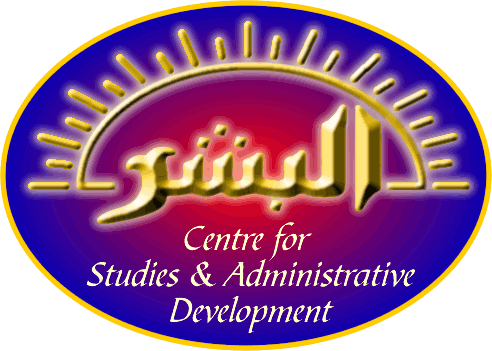 البشر
Centre for
Studies & Administrative
Development